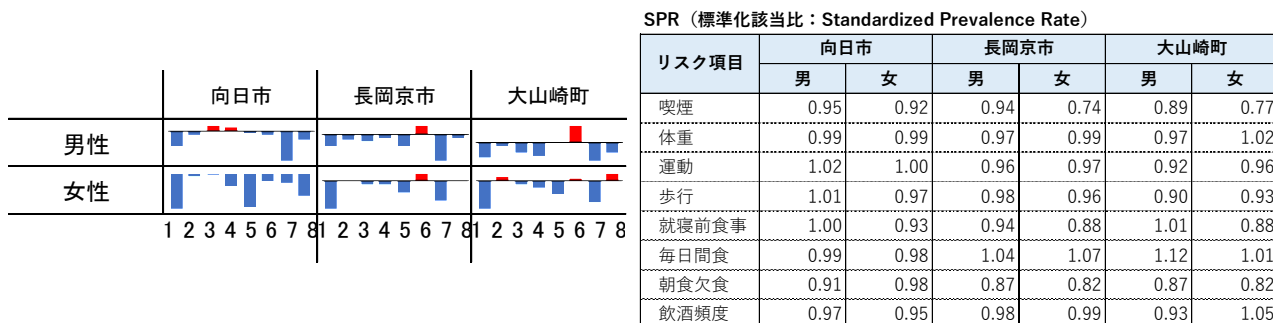 向日市 長岡京市 大山崎町
男性
女性
1 2 3 4 5 6 7 8 1 2 3 4 5 6 7 8 1 2 3 4 5 6 7 8
SPR（標準化該当比：Standardized Prevalence Rate）
リスク項目 向日市 長岡京市 大山崎町
男 女 男 女 男 女
喫煙 0.95 0.92 0.94 0.74 0.89 0.77
体重 0.99 0.99 0.97 0.99 0.97 1.02
運動 1.02 1.00 0.96 0.97 0.92 0.96
歩行 1.01 0.97 0.98 0.96 0.90 0.93
就寝前食事 1.00 0.93 0.94 0.88 1.01 0.88
毎日間食 0.99 0.98 1.04 1.07 1.12 1.01
朝食欠食 0.91 0.98 0.87 0.82 0.87 0.82
飲酒頻度 0.97 0.95 0.98 0.99 0.93 1.05